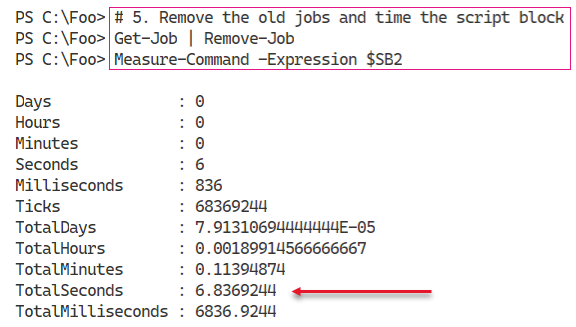 PS C:\Foo> # 5. Remove the old jobs and time the script block
PS C:\Foo> Get-Job | Remove-Job
PS C:\Foo> Measure-Command -Expression $SB2
Days : 0
Hours : 0
Minutes : 0
Seconds : 6
Milliseconds : 836
Ticks : 68369244
TotalDays : 7.91310694444444E-05
TotalHours : 0.00189914566666667
TotalMinutes : 0.11394874
TotalSeconds : 6.8369244
TotalMilliseconds : 6836.9244